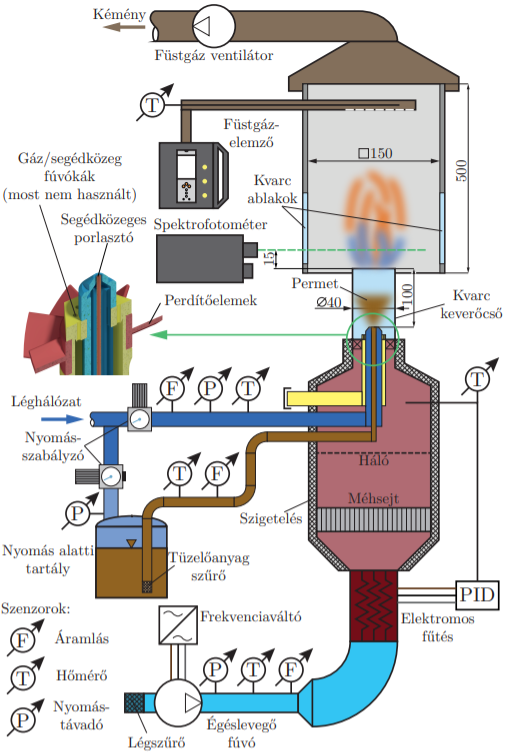 Kémény
Füstgáz ventilátor
T
Füstgáz-
elemző
□150
500
Gáz/segédközeg
fúvókák
(most nem használt)
Kvarc
ablakok
Segédközeges
porlasztó
Spektrofotométer
15
Permet
Ø40
100
Kvarc
keverőcső
Perdítőelemek
F
P
T
T
Léghálózat
Nyomás-
szabályzó
Háló
T
F
Méhsejt
P
Szigetelés
Nyomás alatti
tartály
Tüzelőanyag
szűrő
PID
Szenzorok:
Frekvenciaváltó
Elektromos
fűtés
F
Áramlás
T
Hőmérő
P
T
F
P
Nyomás-
távadó
Légszűrő
Égéslevegő
fúvó